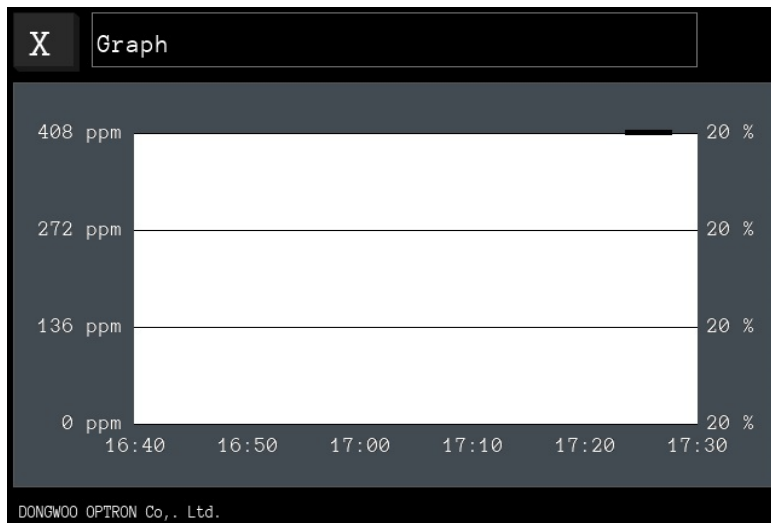 X Graph
408 ppm 20 %
272 ppm 20 %
136 ppm 20 %
0 ppm 20 %
16:40 16:50 17:00 17:10 17:20 17:30
DONGWOO OPTRON Co,. Ltd.